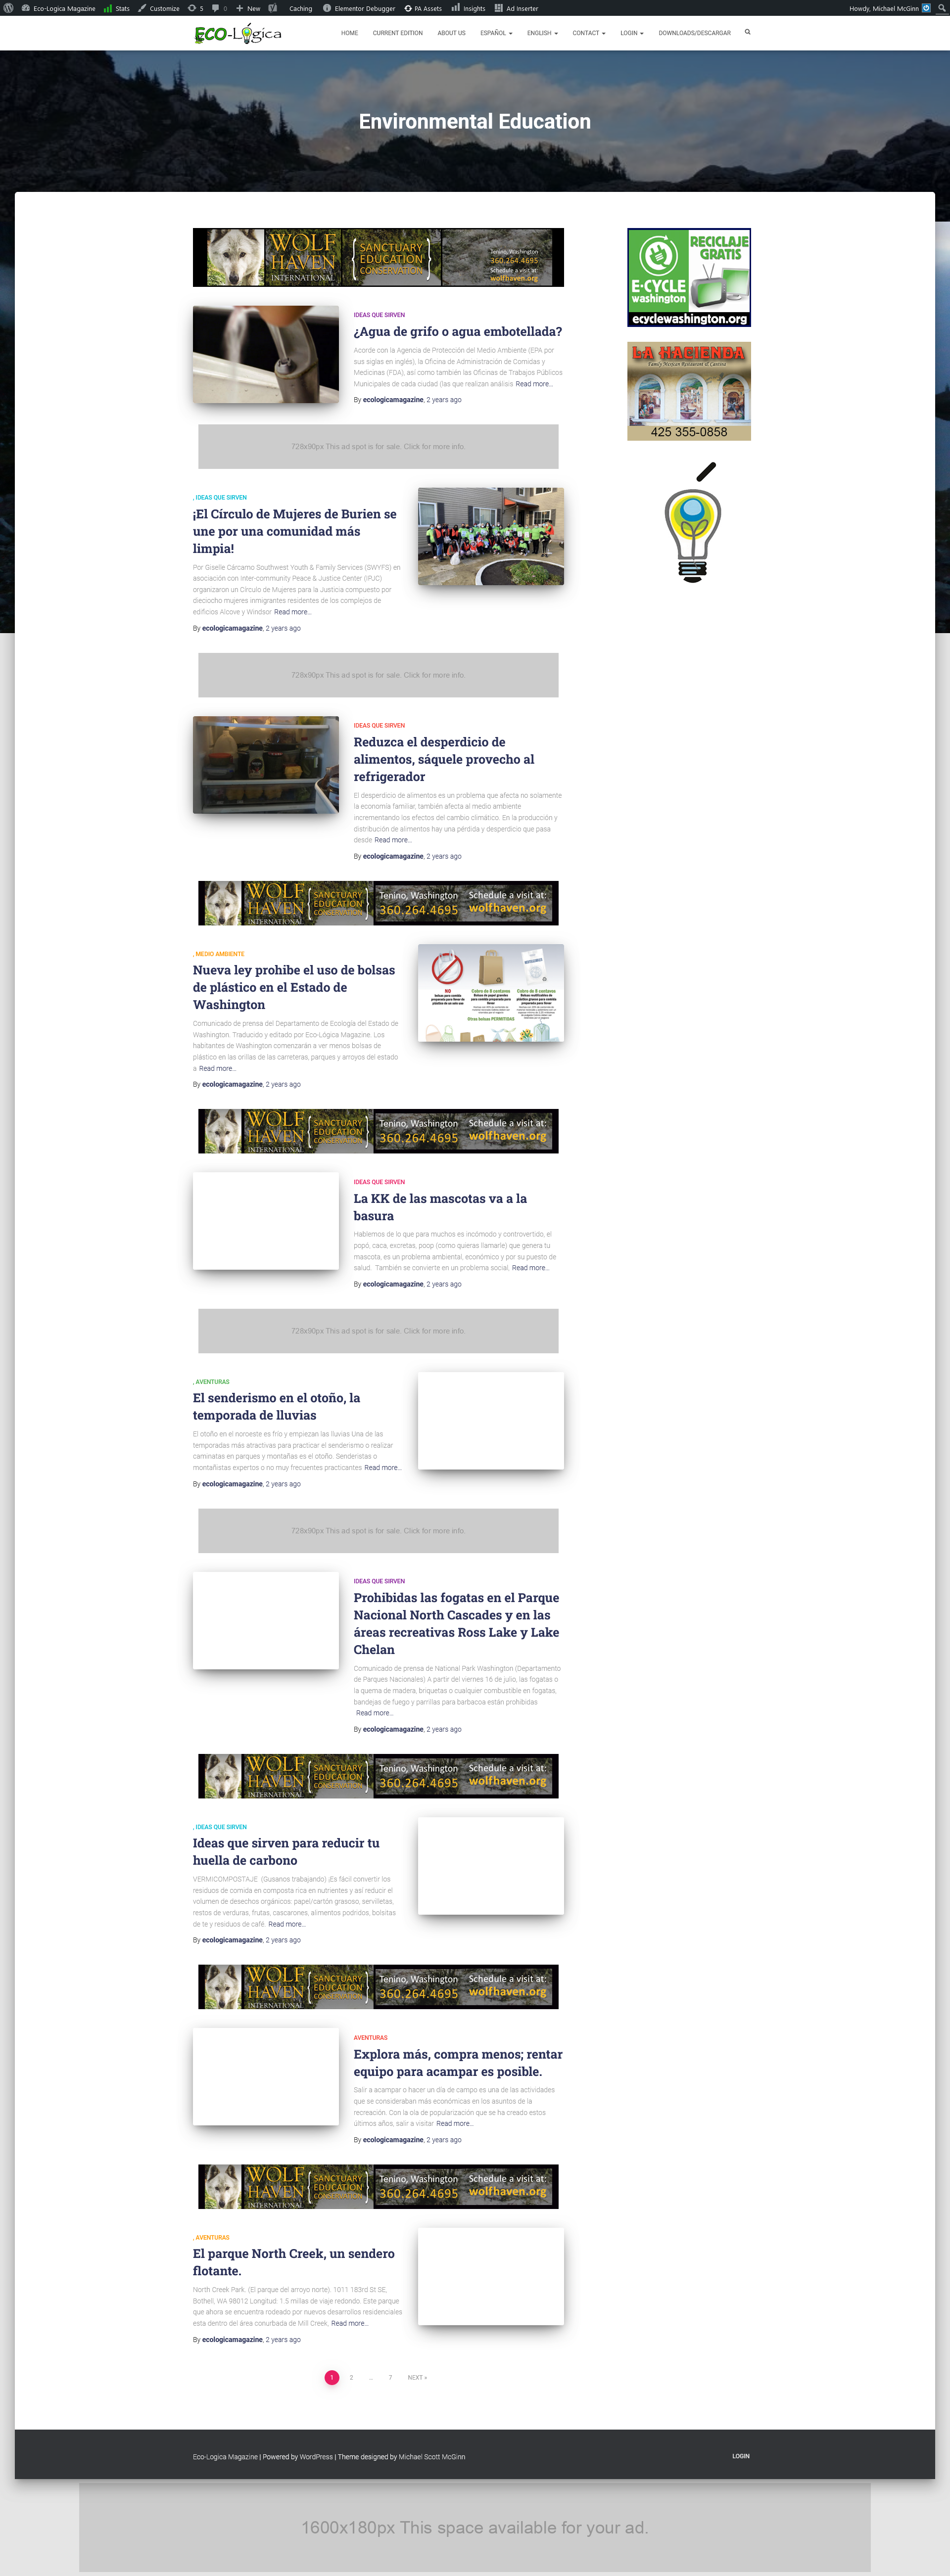 Eco-Logica Magazine Stats Customize 5 0 New Caching Elementor Debugger PA Assets Insights Ad Inserter Howdy, Michael McGinn
ECO-Lógica
HOME CURRENT EDITION ABOUT US ESPAÑOL ENGLISH CONTACT LOGIN DOWNLOADS/DESCARGAR
Environmental Education
WOLF HAVEN INTERNATIONAL
SANCTUARY EDUCATION CONSERVATION
Tenino, Washington
360.264.4695
Schedule a visit at
wolfhaven.org
RECICLAJE GRATIS
E-CYCLE washington
ecyclewashington.org
LA HACIENDA
Family Mexican Restaurant & Cantina
425 355-0858
IDEAS QUE SIRVEN
¿Agua de grifo o agua embotellada?
Acorde con la Agencia de Protección del Medio Ambiente (EPA por
sus siglas en inglés), la Oficina de Administración de Comidas y
Medicinas (FDA), así como también las Oficinas de Trabajos Públicos
Municipales de cada ciudad (las que realizan análisis Read more…
By ecologicamagazine, 2 years ago
728x90px This ad spot is for sale. Click for more info.
, IDEAS QUE SIRVEN
¡El Círculo de Mujeres de Burien se
une por una comunidad más
limpia!
Por Giselle Cárcamo Southwest Youth & Family Services (SWYFS) en
asociación con Inter-community Peace & Justice Center (IPJC)
organizaron un Círculo de Mujeres para la Justicia compuesto por
dieciocho mujeres inmigrantes residentes de los complejos de
edificios Alcove y Windsor Read more…
By ecologicamagazine, 2 years ago
728x90px This ad spot is for sale. Click for more info.
IDEAS QUE SIRVEN
Reduzca el desperdicio de
alimentos, sáquele provecho al
refrigerador
El desperdicio de alimentos es un problema que afecta no solamente
la economía familiar, también afecta al medio ambiente
incrementando los efectos del cambio climático. En la producción y
distribución de alimentos hay una pérdida y desperdicio que pasa
desde Read more…
By ecologicamagazine, 2 years ago
WOLF HAVEN INTERNATIONAL
SANCTUARY EDUCATION CONSERVATION
Tenino, Washington
360.264.4695
Schedule a visit at:
wolfhaven.org
, MEDIO AMBIENTE
Nueva ley prohibe el uso de bolsas
de plástico en el Estado de
Washington
Comunicado de prensa del Departamento de Ecología del Estado de
Washington. Traducido y editado por Eco-Lógica Magazine. Los
habitantes de Washington comenzarán a ver menos bolsas de
plástico en las orillas de las carreteras, parques y arroyos del estado
a Read more…
By ecologicamagazine, 2 years ago
NO
Cobro de 8 centavos
Cobro de 8 centavos
Otras bolsas PERMITIDAS
WOLF HAVEN INTERNATIONAL
SANCTUARY EDUCATION CONSERVATION
Tenino, Washington
360.264.4695
Schedule a visit at:
wolfhaven.org
IDEAS QUE SIRVEN
La KK de las mascotas va a la
basura
Hablemos de lo que para muchos es incómodo y controvertido, el
popó, caca, excretas, poop (como quieras llamarle) que genera tu
mascota, es un problema ambiental, económico y por su puesto de
salud. También se convierte en un problema social, Read more…
By ecologicamagazine, 2 years ago
728x90px This ad spot is for sale. Click for more info.
, AVENTURAS
El senderismo en el otoño, la
temporada de lluvias
El otoño en el noroeste es frío y empiezan las lluvias Una de las
temporadas más atractivas para practicar el senderismo o realizar
caminatas en parques y montañas es el otoño. Senderistas o
montañistas expertos o no muy frecuentes practicantes Read more…
By ecologicamagazine, 2 years ago
728x90px This ad spot is for sale. Click for more info.
IDEAS QUE SIRVEN
Prohibidas las fogatas en el Parque
Nacional North Cascades y en las
áreas recreativas Ross Lake y Lake
Chelan
Comunicado de prensa de National Park Washington (Departamento
de Parques Nacionales) A partir del viernes 16 de julio, las fogatas o
la quema de madera, briquetas o cualquier combustible en fogatas,
bandejas de fuego y parrillas para barbacoa están prohibidas
Read more…
By ecologicamagazine, 2 years ago
WOLF HAVEN INTERNATIONAL
SANCTUARY EDUCATION CONSERVATION
Tenino, Washington
360.264.4695
Schedule a visit at:
wolfhaven.org
, IDEAS QUE SIRVEN
Ideas que sirven para reducir tu
huella de carbono
VERMICOMPOSTAJE (Gusanos trabajando) ¡Es fácil convertir los
residuos de comida en composta rica en nutrientes y así reducir el
volumen de desechos orgánicos: papel/cartón grasoso, servilletas,
restos de verduras, frutas, cascarones, alimentos podridos, bolsitas
de te y residuos de café. Read more…
By ecologicamagazine, 2 years ago
WOLF HAVEN INTERNATIONAL
SANCTUARY EDUCATION CONSERVATION
Tenino, Washington
360.264.4695
Schedule a visit at:
wolfhaven.org
AVENTURAS
Explora más, compra menos; rentar
equipo para acampar es posible.
Salir a acampar o hacer un día de campo es una de las actividades
que se consideraban más económicas en los asuntos de la
recreación. Con la ola de popularización que se ha creado estos
últimos años, salir a visitar Read more…
By ecologicamagazine, 2 years ago
WOLF HAVEN INTERNATIONAL
SANCTUARY EDUCATION CONSERVATION
Tenino, Washington
360.264.4695
Schedule a visit at:
wolfhaven.org
, AVENTURAS
El parque North Creek, un sendero
flotante.
North Creek Park. (El parque del arroyo norte). 1011 183rd St SE,
Bothell, WA 98012 Longitud: 1.5 millas de viaje redondo. Este parque
que ahora se encuentra rodeado por nuevos desarrollos residenciales
esta dentro del área conurbada de Mill Creek, Read more…
By ecologicamagazine, 2 years ago
1 2 … 7 NEXT »
Eco-Logica Magazine | Powered by WordPress | Theme designed by Michael Scott McGinn
LOGIN
1600x180px This space available for your ad.